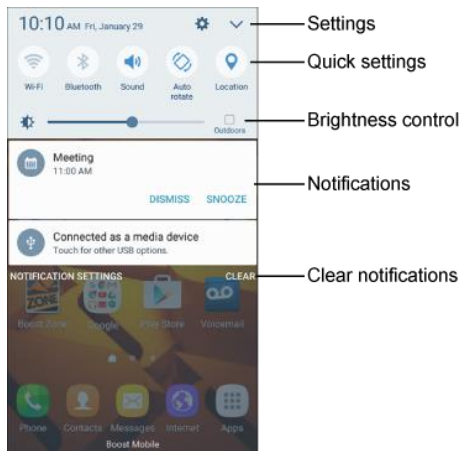 10:10 AM Fri, January 29
Settings
Wi-Fi Bluetooth Sound Auto rotate Location
Quick settings
Outdoors
Brightness control
Meeting
11:00 AM
DISMISS SNOOZE
Notifications
Connected as a media device
Touch for other USB options.
NOTIFICATION SETTINGS CLEAR
Clear notifications
ZONE
Boost Zone Google Play Store Voicemail
Phone Contacts Messages Internet Apps
Boost Mobile